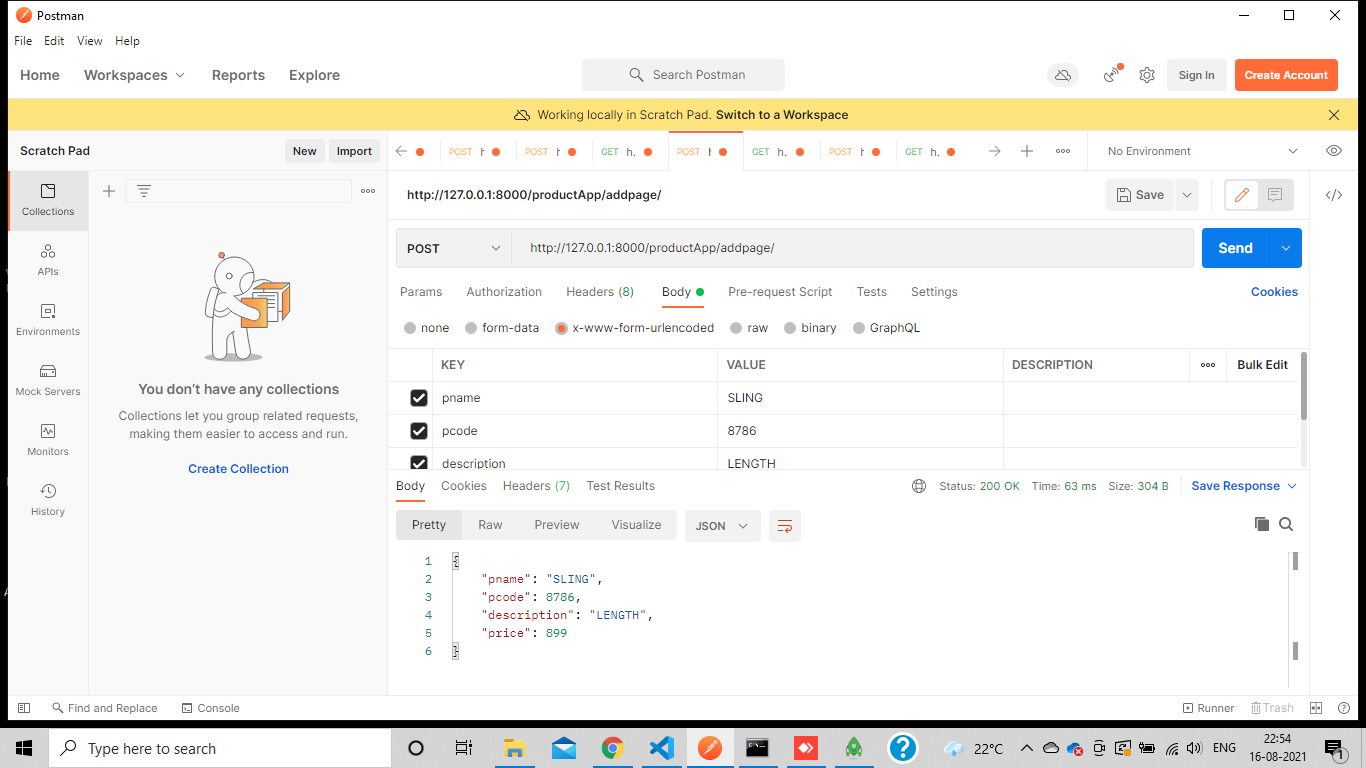 Postman
File Edit View Help
Home Workspaces Reports Explore Search Postman Sign In Create Account
Working locally in Scratch Pad. Switch to a Workspace
Scratch Pad New Import POST h POST h GET h. POST h GET h. POST h GET h. No Environment
http://127.0.0.1:8000/productApp/addpage/ Save
Collections
APIs
Environments
Mock Servers
Monitors
History
You don't have any collections
Collections let you group related requests,
making them easier to access and run.
Create Collection
POST http://127.0.0.1:8000/productApp/addpage/ Send
Params Authorization Headers (8) Body Pre-request Script Tests Settings Cookies
none form-data x-www-form-urlencoded raw binary GraphQL
KEY VALUE DESCRIPTION Bulk Edit
pname SLING
pcode 8786
description LENGTH
Body Cookies Headers (7) Test Results Status: 200 OK Time: 63 ms Size: 304 B Save Response
Pretty Raw Preview Visualize JSON
1 {
2 "pname": "SLING",
3 "pcode": 8786,
4 "description": "LENGTH",
5 "price": 899
6 }
Find and Replace Console Runner Trash
Type here to search 22°C ENG 22:54
16-08-2021
1